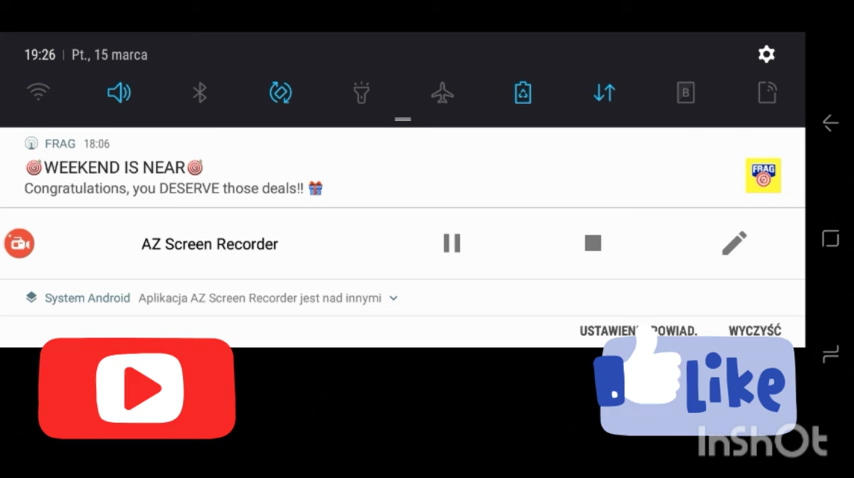 19:26 | Pt., 15 marca
B
FRAG 18:06
🎯WEEKEND IS NEAR🎯
Congratulations, you DESERVE those deals!! 🎁
FRAG
AZ Screen Recorder
System Android Aplikacja AZ Screen Recorder jest nad innymi
USTAWIEN POWIAD. WYCZYŚĆ
Like
InShOt